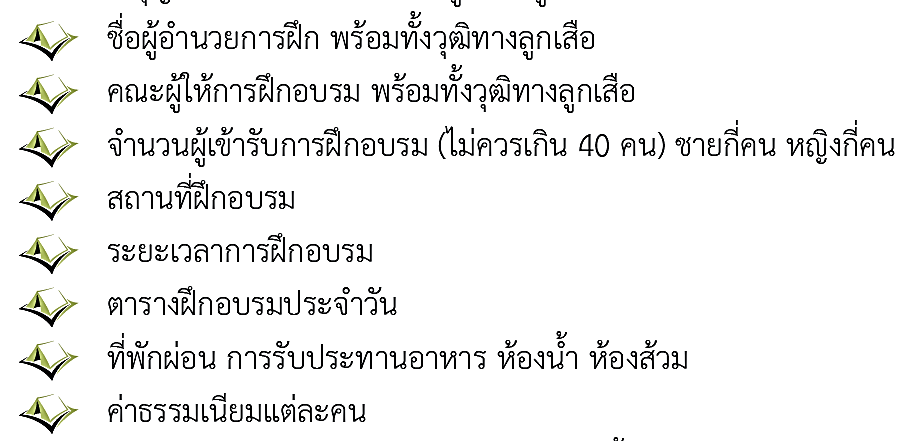 ชื่อผู้อำนวยการฝึก พร้อมทั้งวุฒิทางลูกเสือ
คณะผู้ให้การฝึกอบรม พร้อมทั้งวุฒิทางลูกเสือ
จำนวนผู้เข้ารับการฝึกอบรม (ไม่ควรเกิน 40 คน) ชายกี่คน หญิงกี่คน
สถานที่ฝึกอบรม
ระยะเวลาการฝึกอบรม
ตารางฝึกอบรมประจำวัน
ที่พักผ่อน การรับประทานอาหาร ห้องน้ำ ห้องส้วม
ค่าธรรมเนียมแต่ละคน